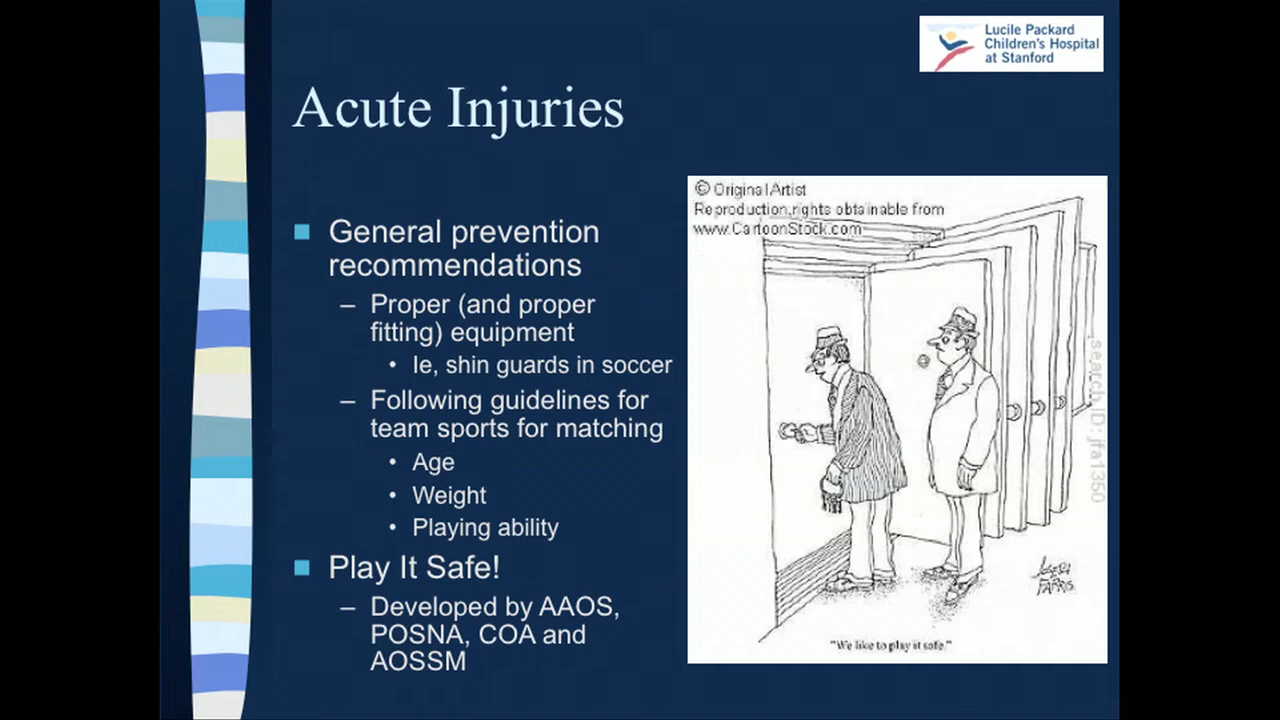 Lucile Packard
Children's Hospital
at Stanford
Acute Injuries
General prevention
recommendations
– Proper (and proper
fitting) equipment
• Ie, shin guards in soccer
– Following guidelines for
team sports for matching
• Age
• Weight
• Playing ability
Play It Safe!
– Developed by AAOS,
POSNA, COA and
AOSSM
© Original Artist
Reproduction rights obtainable from
www.CartoonStock.com
search ID: jfa1350
JOSEPH
FARRIS
"We like to play it safe."